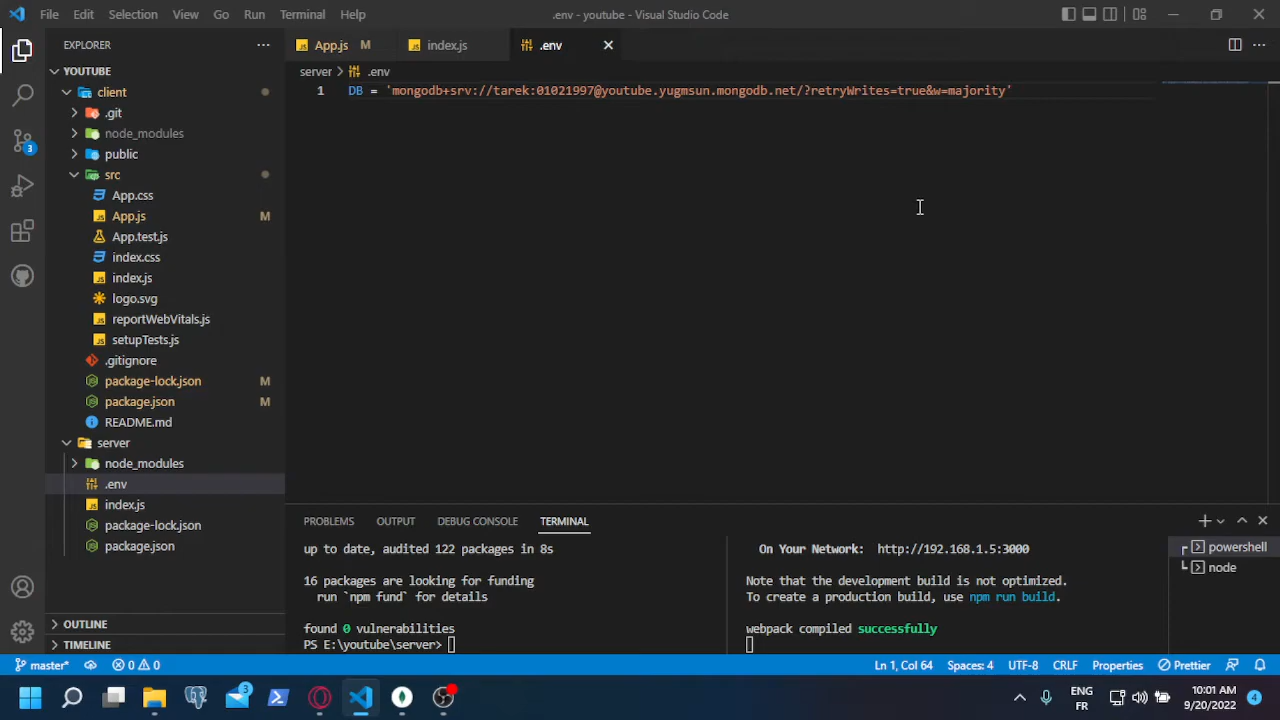 File Edit Selection View Go Run Terminal Help
.env - youtube - Visual Studio Code
EXPLORER
App.js M
index.js
.env
YOUTUBE
server > .env
client
1 DB = 'mongodb+srv://tarek:01021997@youtube.yugmsun.mongodb.net/?retryWrites=true&w=majority'
.git
node_modules
public
src
App.css
App.js M
App.test.js
index.css
index.js
logo.svg
reportWebVitals.js
setupTests.js
.gitignore
package-lock.json M
package.json M
README.md
server
node_modules
.env
index.js
package-lock.json
package.json
OUTLINE
TIMELINE
PROBLEMS OUTPUT DEBUG CONSOLE TERMINAL
up to date, audited 122 packages in 8s
16 packages are looking for funding
run `npm fund` for details
found 0 vulnerabilities
PS E:\youtube\server>
On Your Network: http://192.168.1.5:3000
Note that the development build is not optimized.
To create a production build, use npm run build.
webpack compiled successfully
powershell
node
3
master* 0 0
Ln 1, Col 64 Spaces: 4 UTF-8 CRLF Properties Prettier
3
ENG
FR
10:01 AM
9/20/2022
4